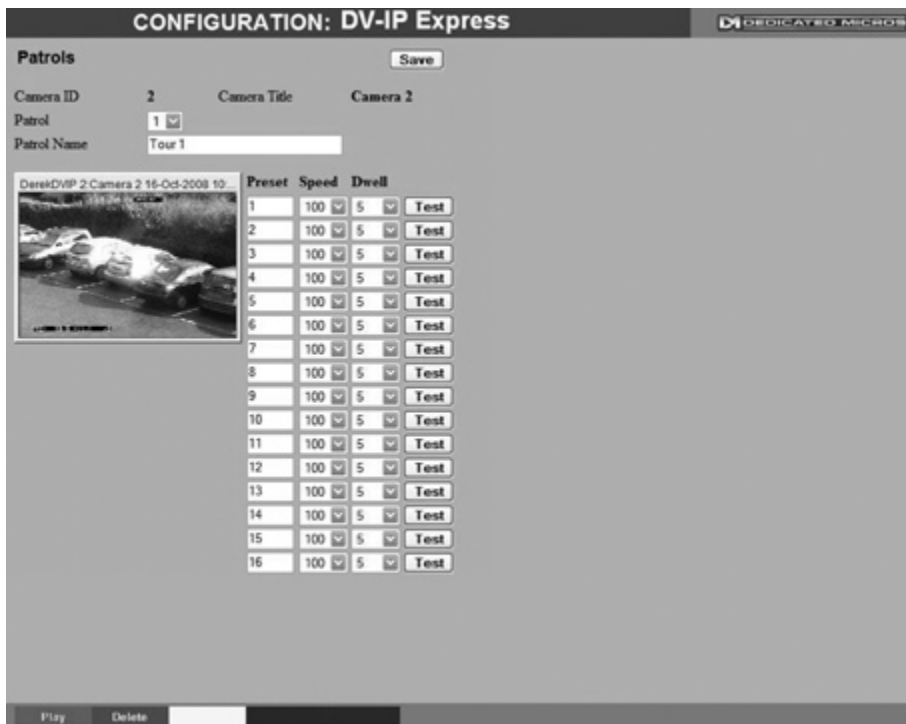 CONFIGURATION: DV-IP Express
DEDICATED MICROS
Patrols Save
Camera ID 2 Camera Title Camera 2
Patrol 1
Patrol Name Tour 1
DerekDVIP 2:Camera 2 16-Oct-2008 10:...
Preset Speed Dwell
1 100 5 Test
2 100 5 Test
3 100 5 Test
4 100 5 Test
5 100 5 Test
6 100 5 Test
7 100 5 Test
8 100 5 Test
9 100 5 Test
10 100 5 Test
11 100 5 Test
12 100 5 Test
13 100 5 Test
14 100 5 Test
15 100 5 Test
16 100 5 Test
Play Delete